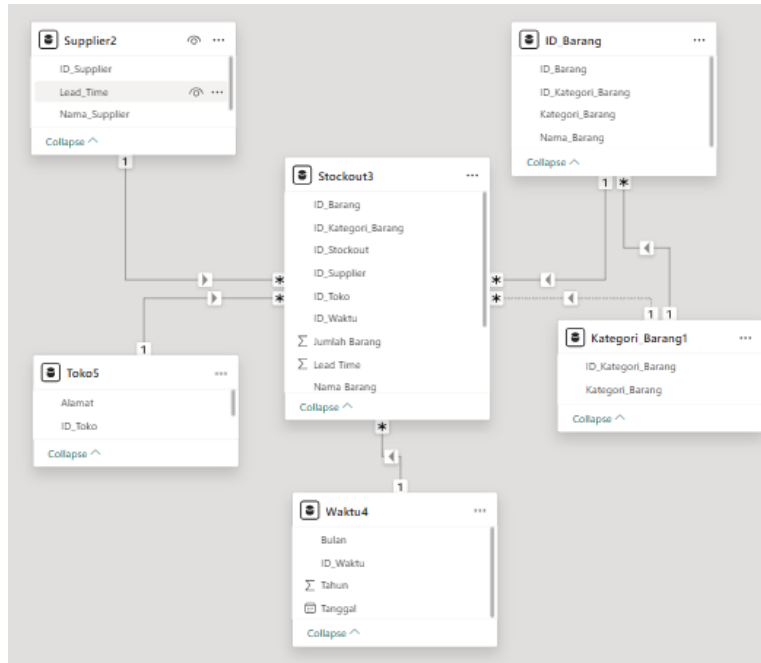 Supplier2
ID_Supplier
Lead_Time
Nama_Supplier
Collapse
1
ID_Barang
ID_Barang
ID_Kategori_Barang
Kategori_Barang
Nama_Barang
Collapse
1 *
Stockout3
ID_Barang
ID_Kategori_Barang
ID_Stockout
ID_Supplier
ID_Toko
ID_Waktu
Σ Jumlah Barang
Σ Lead Time
Nama Barang
Collapse
*
*
*
*
*
1
Toko5
Alamat
ID_Toko
Collapse
1 1
Kategori_Barang1
ID_Kategori_Barang
Kategori_Barang
Collapse
1
Waktu4
Bulan
ID_Waktu
Σ Tahun
Tanggal
Collapse